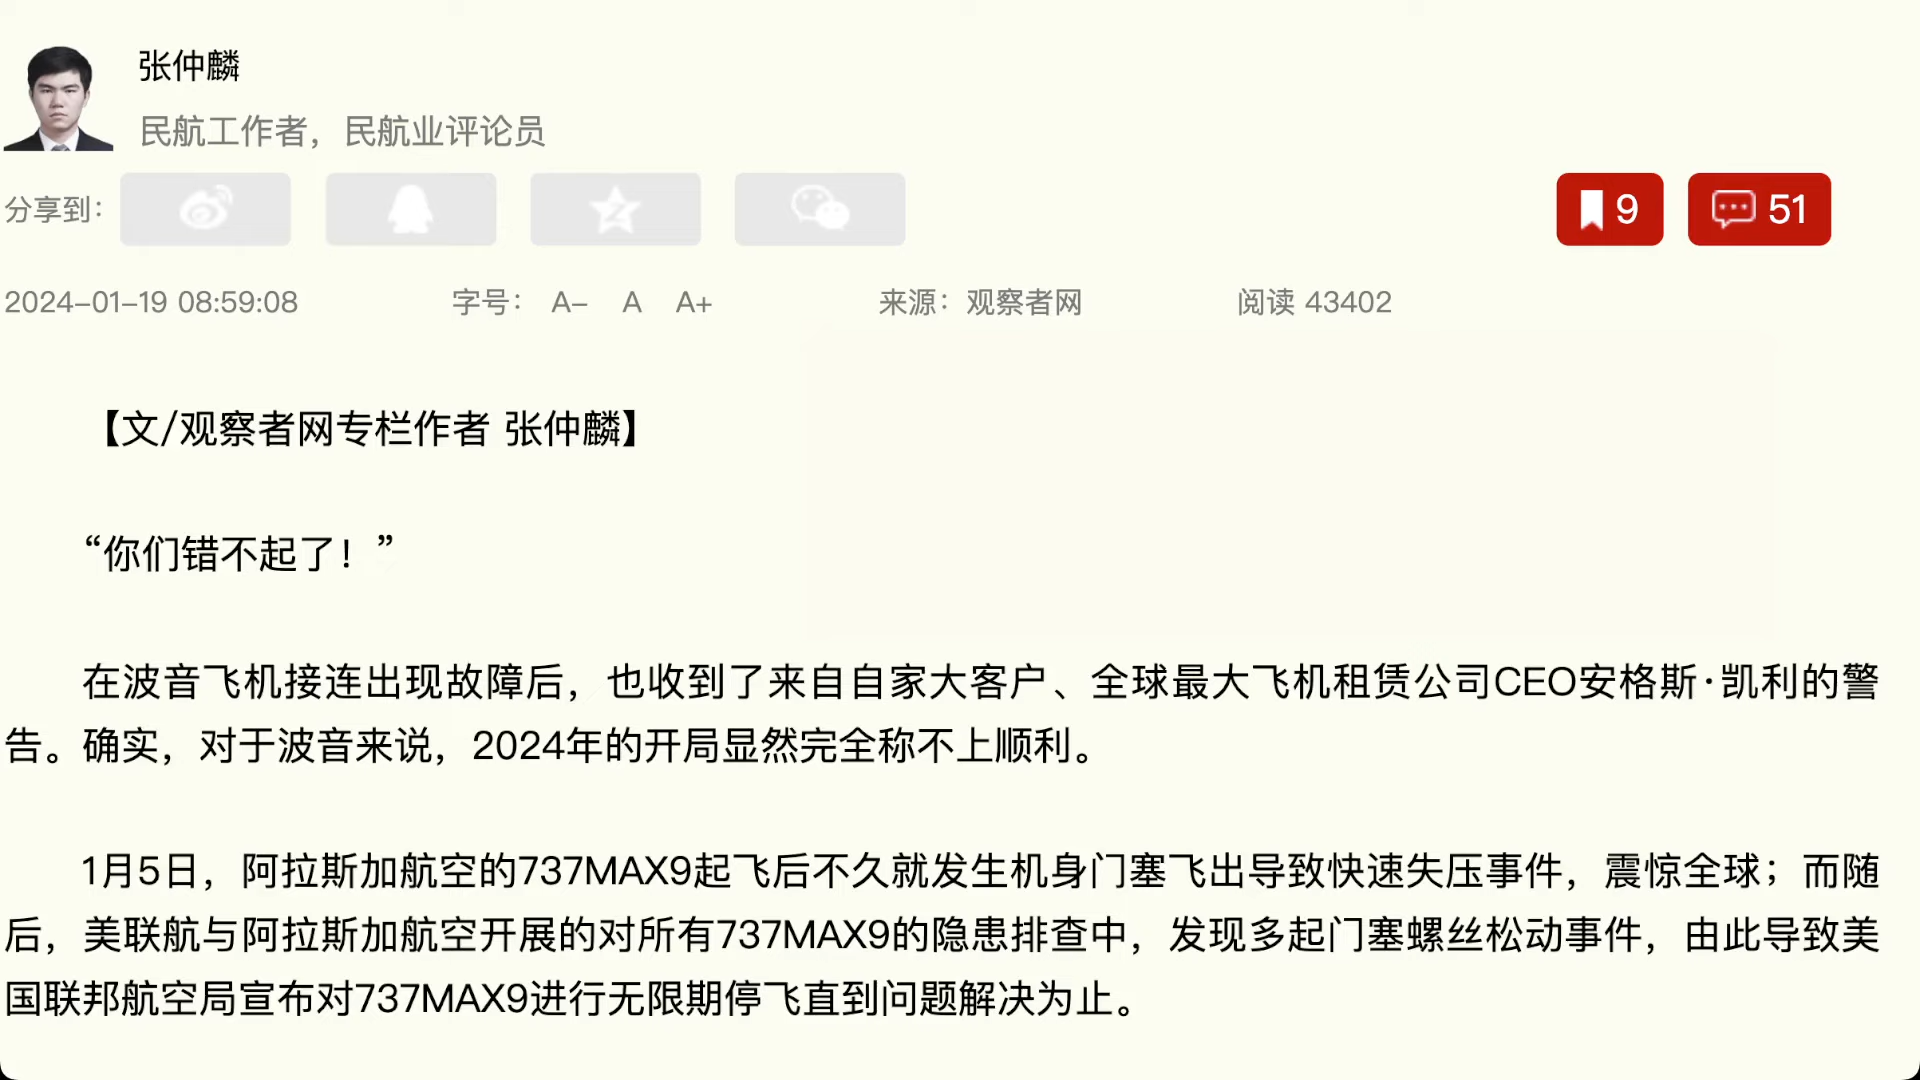 张仲麟
民航工作者，民航业评论员
分享到：
9
51
2024-01-19 08:59:08 字号： A- A A+ 来源：观察者网 阅读 43402
【文/观察者网专栏作者 张仲麟】
“你们错不起了！”
在波音飞机接连出现故障后，也收到了来自自家大客户、全球最大飞机租赁公司CEO安格斯·凯利的警
告。确实，对于波音来说，2024年的开局显然完全称不上顺利。
1月5日，阿拉斯加航空的737MAX9起飞后不久就发生机身门塞飞出导致快速失压事件，震惊全球；而随
后，美联航与阿拉斯加航空开展的对所有737MAX9的隐患排查中，发现多起门塞螺丝松动事件，由此导致美
国联邦航空局宣布对737MAX9进行无限期停飞直到问题解决为止。